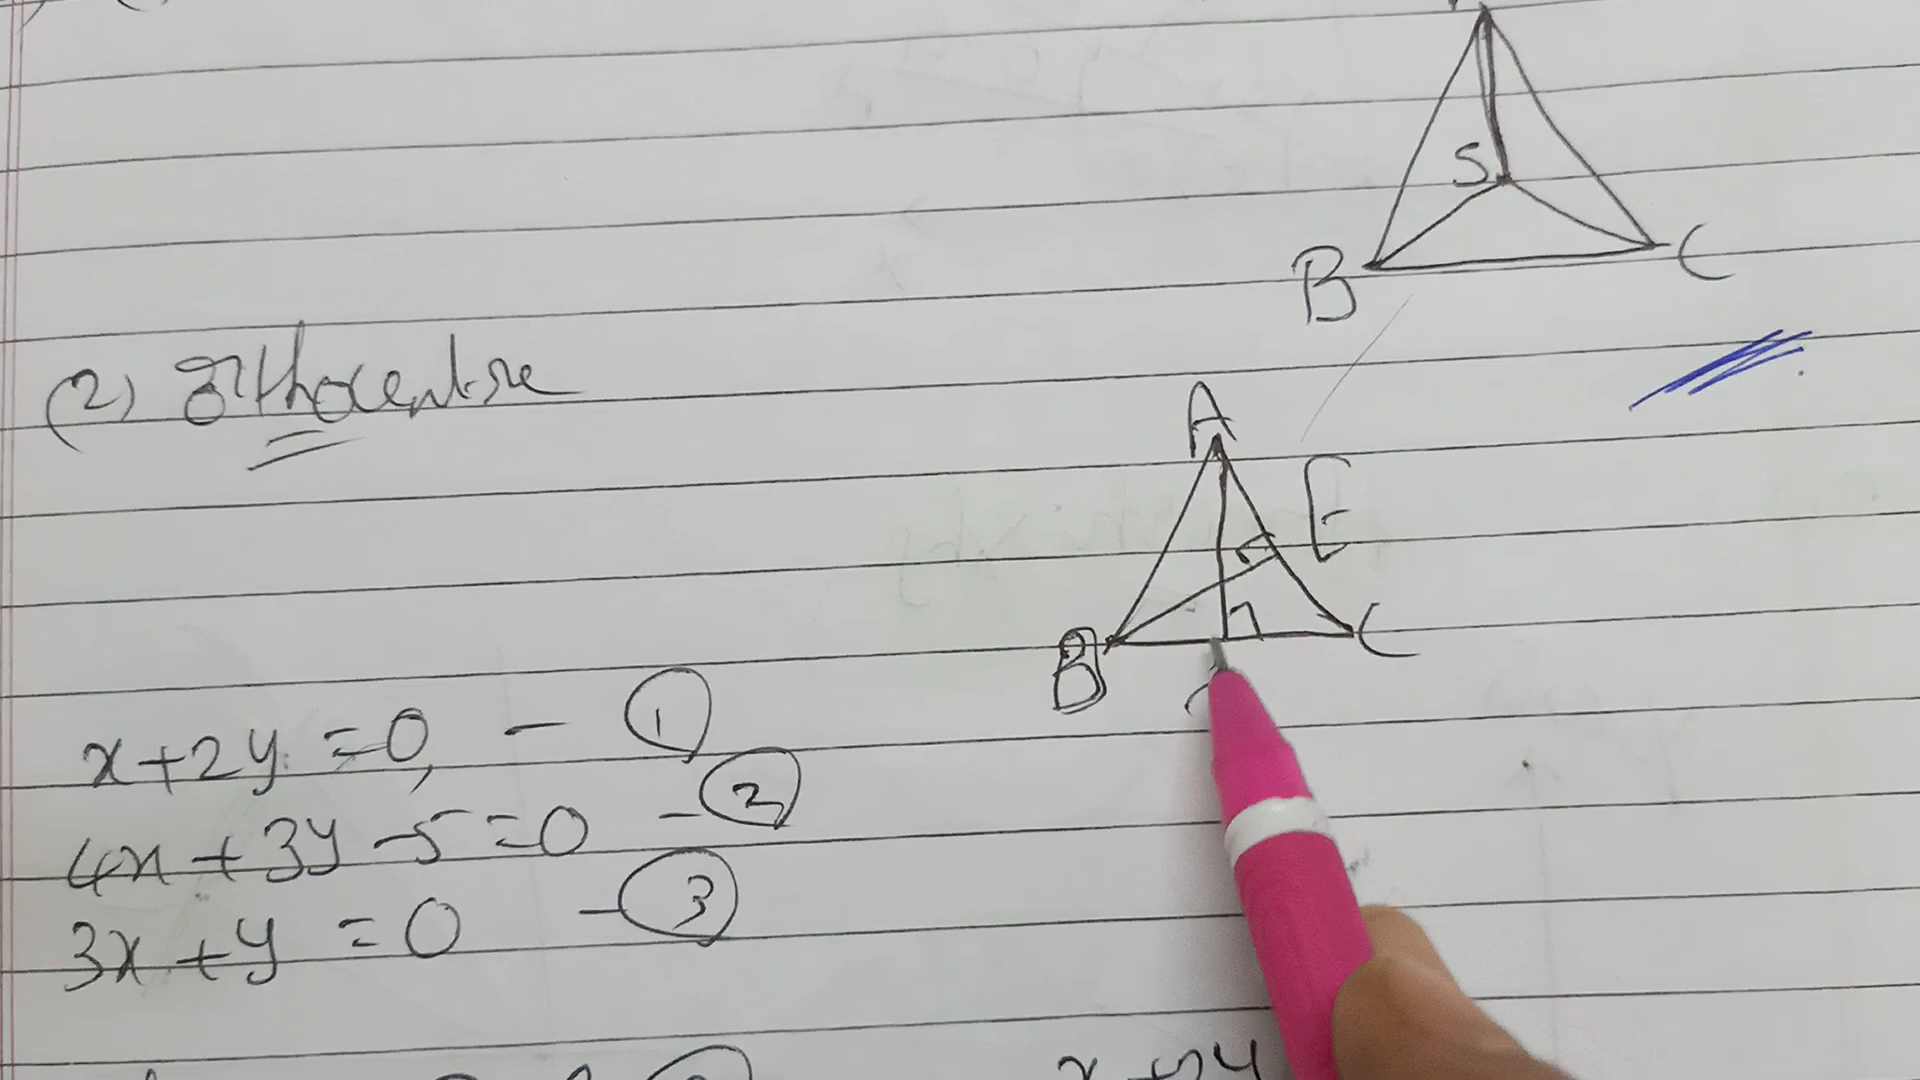 S
B C
(2) Orthocentre
A
E
B C
x+2y = 0, - ①
4x + 3y - 5 = 0 - ②
3x + y = 0 - ③